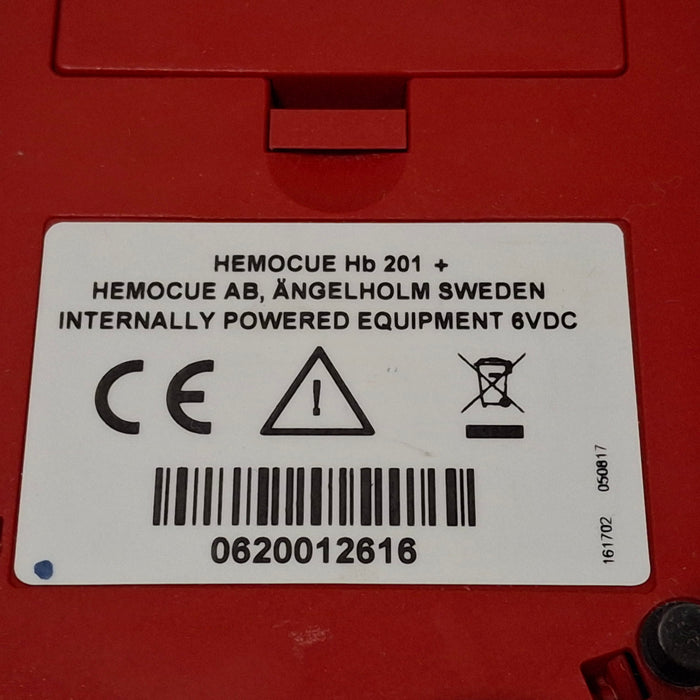 HEMOCUE Hb 201 +
HEMOCUE AB, ÄNGELHOLM SWEDEN
INTERNALLY POWERED EQUIPMENT 6VDC
CE
!
0620012616
161702 050817